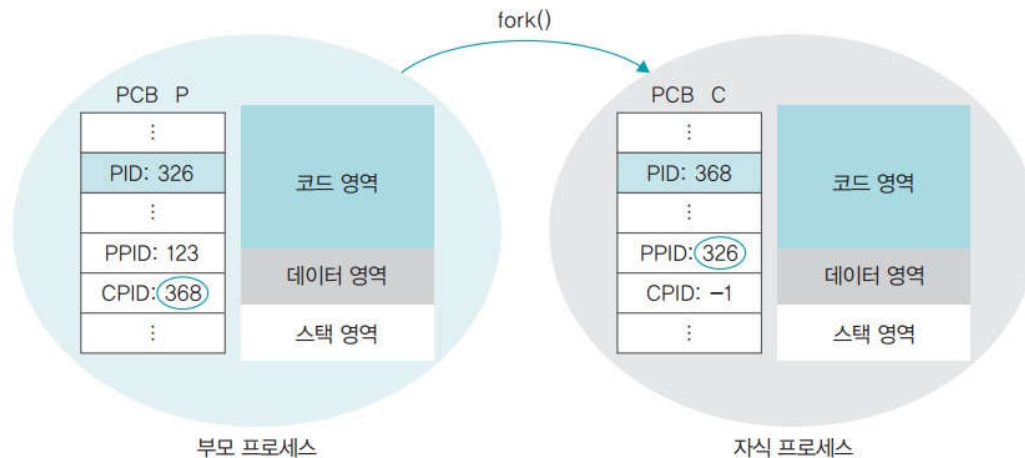 fork()
PCB P
⋮
PID: 326
⋮
PPID: 123
CPID: 368
⋮
코드 영역
데이터 영역
스택 영역
부모 프로세스
PCB C
⋮
PID: 368
⋮
PPID: 326
CPID: −1
⋮
코드 영역
데이터 영역
스택 영역
자식 프로세스